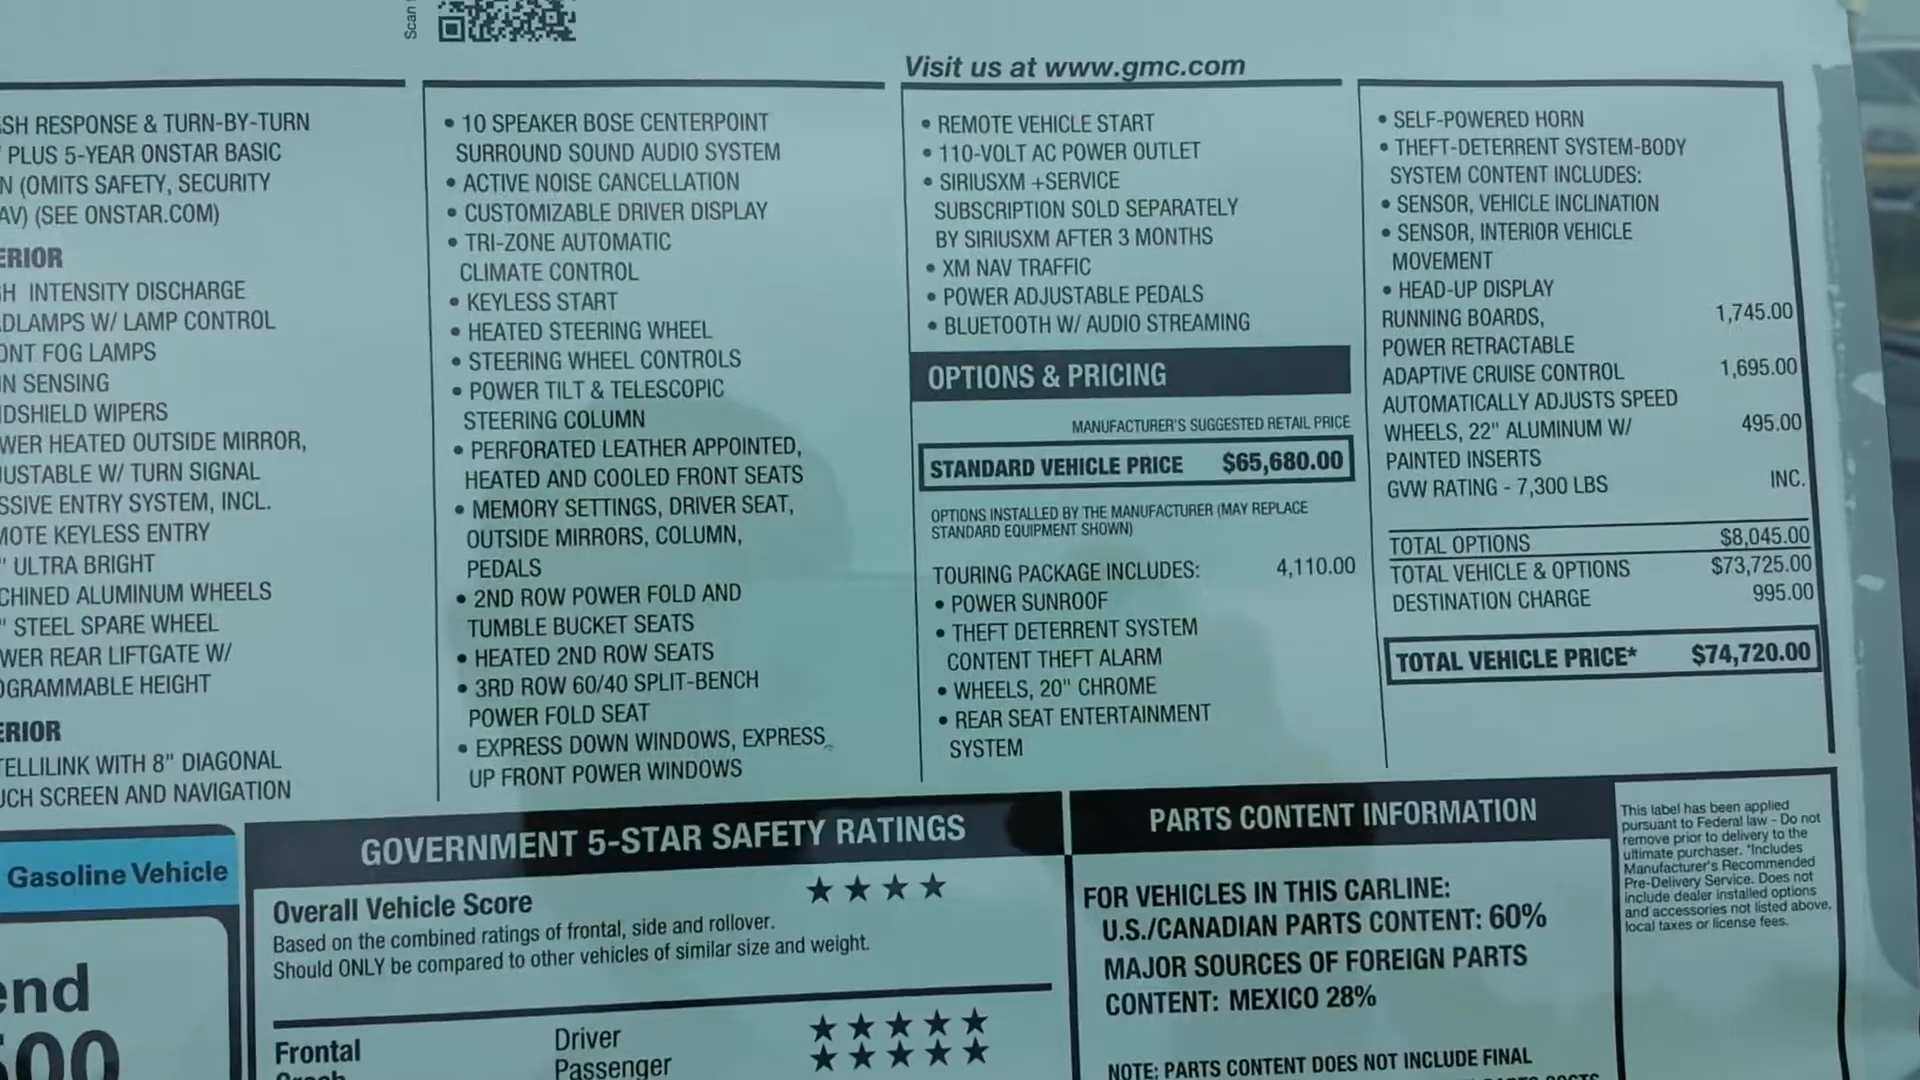 Scan
Visit us at www.gmc.com
RESPONSE & TURN-BY-TURN
PLUS 5-YEAR ONSTAR BASIC
(OMITS SAFETY, SECURITY
(SEE ONSTAR.COM)
INTENSITY DISCHARGE
W/ LAMP CONTROL
FOG LAMPS
SENSING
WIPERS
HEATED OUTSIDE MIRROR,
W/ TURN SIGNAL
ENTRY SYSTEM, INCL.
KEYLESS ENTRY
" ULTRA BRIGHT
ALUMINUM WHEELS
" STEEL SPARE WHEEL
REAR LIFTGATE W/
HEIGHT
WITH 8" DIAGONAL
SCREEN AND NAVIGATION
• 10 SPEAKER BOSE CENTERPOINT
SURROUND SOUND AUDIO SYSTEM
• ACTIVE NOISE CANCELLATION
• CUSTOMIZABLE DRIVER DISPLAY
• TRI-ZONE AUTOMATIC
CLIMATE CONTROL
• KEYLESS START
• HEATED STEERING WHEEL
• STEERING WHEEL CONTROLS
• POWER TILT & TELESCOPIC
STEERING COLUMN
• PERFORATED LEATHER APPOINTED,
HEATED AND COOLED FRONT SEATS
• MEMORY SETTINGS, DRIVER SEAT,
OUTSIDE MIRRORS, COLUMN,
PEDALS
• 2ND ROW POWER FOLD AND
TUMBLE BUCKET SEATS
• HEATED 2ND ROW SEATS
• 3RD ROW 60/40 SPLIT-BENCH
POWER FOLD SEAT
• EXPRESS DOWN WINDOWS, EXPRESS
UP FRONT POWER WINDOWS
• REMOTE VEHICLE START
• 110-VOLT AC POWER OUTLET
• SIRIUSXM +SERVICE
SUBSCRIPTION SOLD SEPARATELY
BY SIRIUSXM AFTER 3 MONTHS
• XM NAV TRAFFIC
• POWER ADJUSTABLE PEDALS
• BLUETOOTH W/ AUDIO STREAMING
OPTIONS & PRICING
MANUFACTURER'S SUGGESTED RETAIL PRICE
STANDARD VEHICLE PRICE $65,680.00
OPTIONS INSTALLED BY THE MANUFACTURER (MAY REPLACE
STANDARD EQUIPMENT SHOWN)
TOURING PACKAGE INCLUDES: 4,110.00
• POWER SUNROOF
• THEFT DETERRENT SYSTEM
CONTENT THEFT ALARM
• WHEELS, 20" CHROME
• REAR SEAT ENTERTAINMENT
SYSTEM
• SELF-POWERED HORN
• THEFT-DETERRENT SYSTEM-BODY
SYSTEM CONTENT INCLUDES:
• SENSOR, VEHICLE INCLINATION
• SENSOR, INTERIOR VEHICLE
MOVEMENT
• HEAD-UP DISPLAY
RUNNING BOARDS, 1,745.00
POWER RETRACTABLE
ADAPTIVE CRUISE CONTROL 1,695.00
AUTOMATICALLY ADJUSTS SPEED
WHEELS, 22" ALUMINUM W/ 495.00
PAINTED INSERTS
GVW RATING - 7,300 LBS INC.
TOTAL OPTIONS $8,045.00
TOTAL VEHICLE & OPTIONS $73,725.00
DESTINATION CHARGE 995.00
TOTAL VEHICLE PRICE* $74,720.00
Gasoline Vehicle
GOVERNMENT 5-STAR SAFETY RATINGS
Overall Vehicle Score ★★★★
Based on the combined ratings of frontal, side and rollover.
Should ONLY be compared to other vehicles of similar size and weight.
Frontal Driver ★★★★★
Passenger ★★★★★
PARTS CONTENT INFORMATION
FOR VEHICLES IN THIS CARLINE:
U.S./CANADIAN PARTS CONTENT: 60%
MAJOR SOURCES OF FOREIGN PARTS
CONTENT: MEXICO 28%
NOTE: PARTS CONTENT DOES NOT INCLUDE FINAL
This label has been applied
pursuant to Federal law - Do not
remove prior to delivery to the
ultimate purchaser. *Includes
Manufacturer's Recommended
Pre-Delivery Service. Does not
include dealer installed options
and accessories not listed above,
local taxes or license fees.